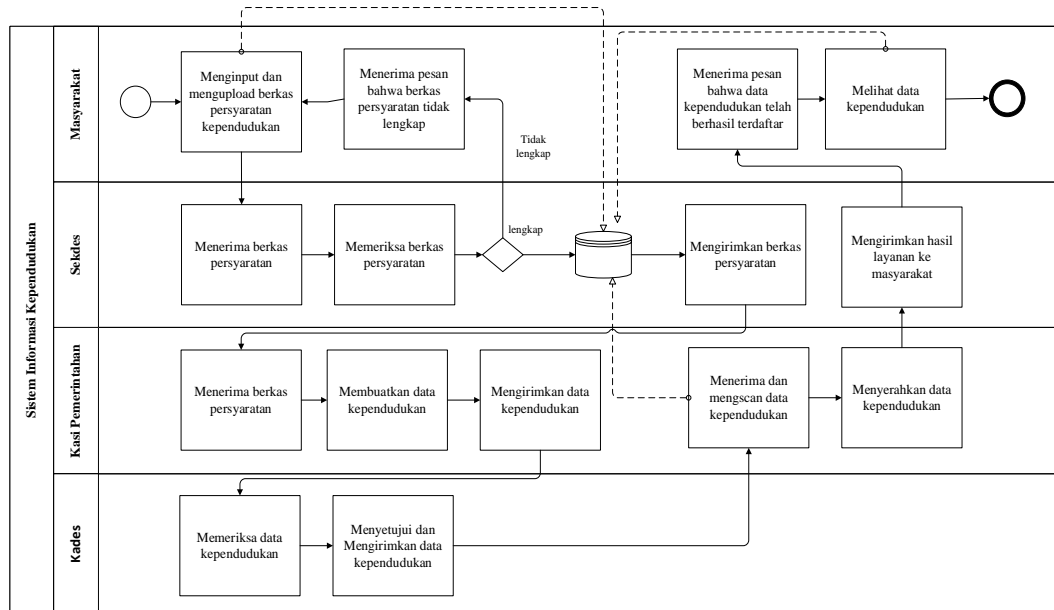 Sistem Informasi Kependudukan
Masyarakat
Menginput dan
mengupload berkas
persyaratan
kependudukan
Menerima pesan
bahwa berkas
persyaratan tidak
lengkap
Tidak
lengkap
Menerima pesan
bahwa data
kependudukan telah
berhasil terdaftar
Melihat data
kependudukan
Sekdes
Menerima berkas
persyaratan
Memeriksa berkas
persyaratan
lengkap
Mengirimkan berkas
persyaratan
Mengirimkan hasil
layanan ke
masyarakat
Kasi Pemerintahan
Menerima berkas
persyaratan
Membuatkan data
kependudukan
Mengirimkan data
kependudukan
Menerima dan
mengscan data
kependudukan
Menyerahkan data
kependudukan
Kades
Memeriksa data
kependudukan
Menyetujui dan
Mengirimkan data
kependudukan